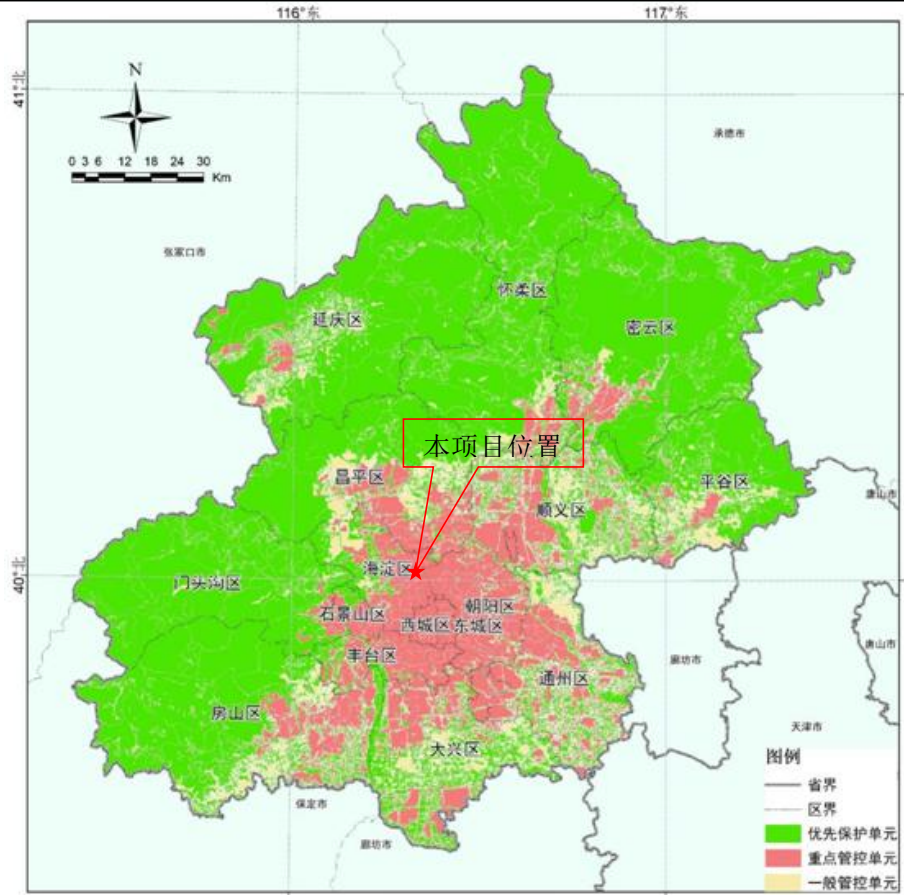 116°东
117°东
41°北
N
0 3 6 12 18 24 30
Km
承德市
张家口市
怀柔区
延庆区
密云区
本项目位置
昌平区
平谷区
唐山市
顺义区
40°北
海淀区
门头沟区
石景山区
朝阳区
西城区
东城区
丰台区
廊坊市
唐山市
通州区
房山区
天津市
大兴区
图例
省界
保定市
区界
优先保护单元
廊坊市
重点管控单元
一般管控单元